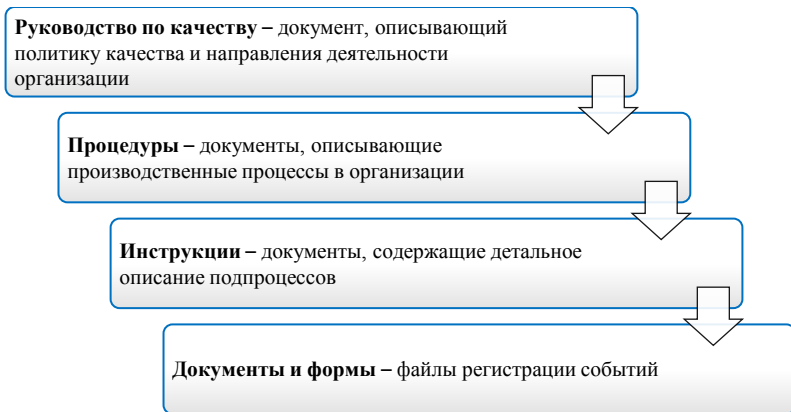 Руководство по качеству – документ, описывающий
политику качества и направления деятельности
организации
Процедуры – документы, описывающие
производственные процессы в организации
Инструкции – документы, содержащие детальное
описание подпроцессов
Документы и формы – файлы регистрации событий